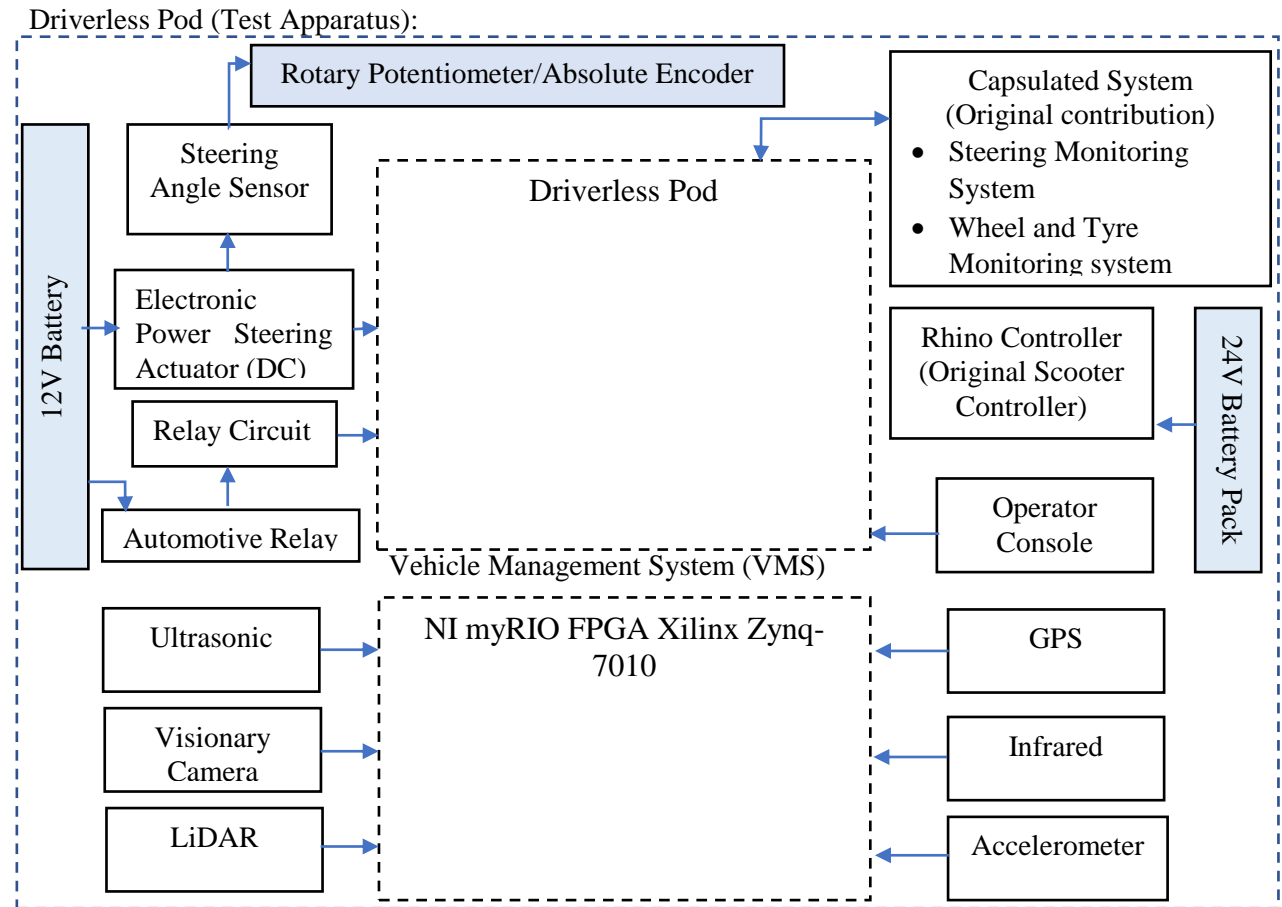 Driverless Pod (Test Apparatus):
Rotary Potentiometer/Absolute Encoder
Capsulated System
(Original contribution)
• Steering Monitoring
System
• Wheel and Tyre
Monitoring system
12V Battery
Steering
Angle Sensor
Driverless Pod
Electronic
Power Steering
Actuator (DC)
Relay Circuit
Automotive Relay
Rhino Controller
(Original Scooter
Controller)
24V Battery Pack
Operator
Console
Vehicle Management System (VMS)
NI myRIO FPGA Xilinx Zynq-
7010
Ultrasonic
Visionary
Camera
LiDAR
GPS
Infrared
Accelerometer